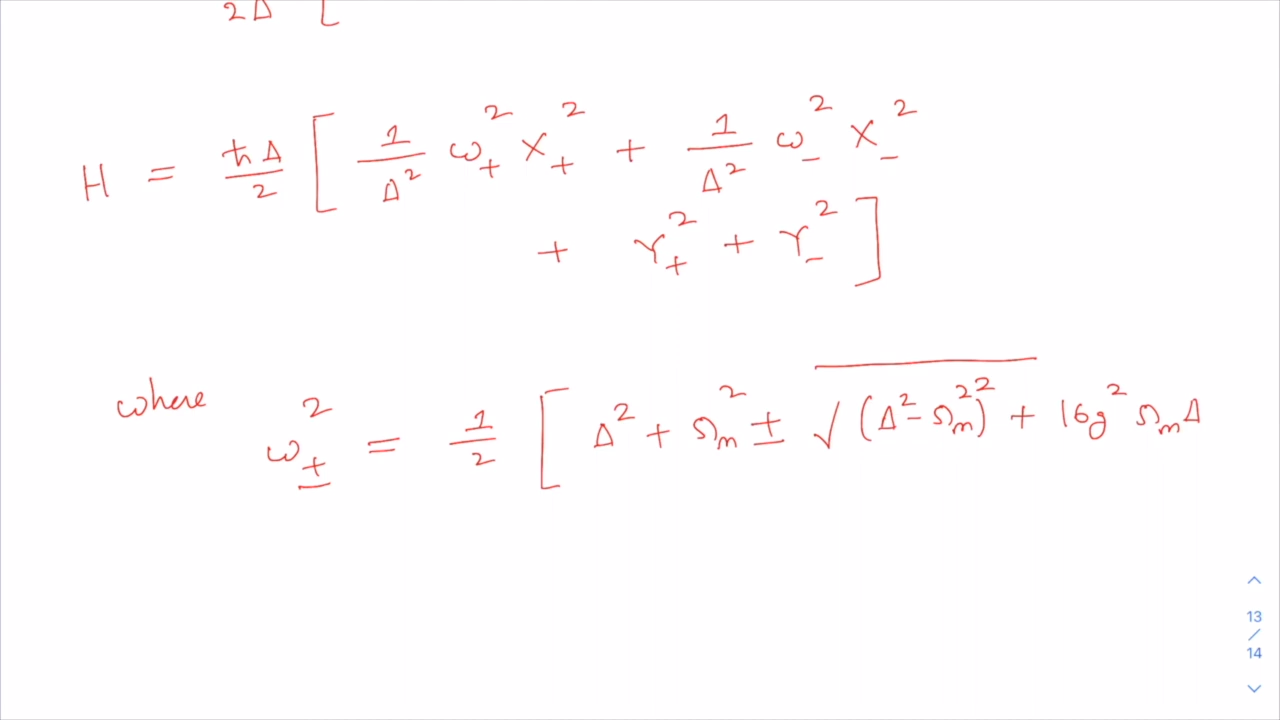 2Δ [
H = ħΔ/2 [ 1/Δ² ω₊² X₊² + 1/Δ² ω₋² X₋²
+ Y₊² + Y₋² ]
where
ω±² = 1/2 [ Δ² + Ωm² ± √(Δ² - Ωm²)² + 16g² Ωm Δ
13
/
14